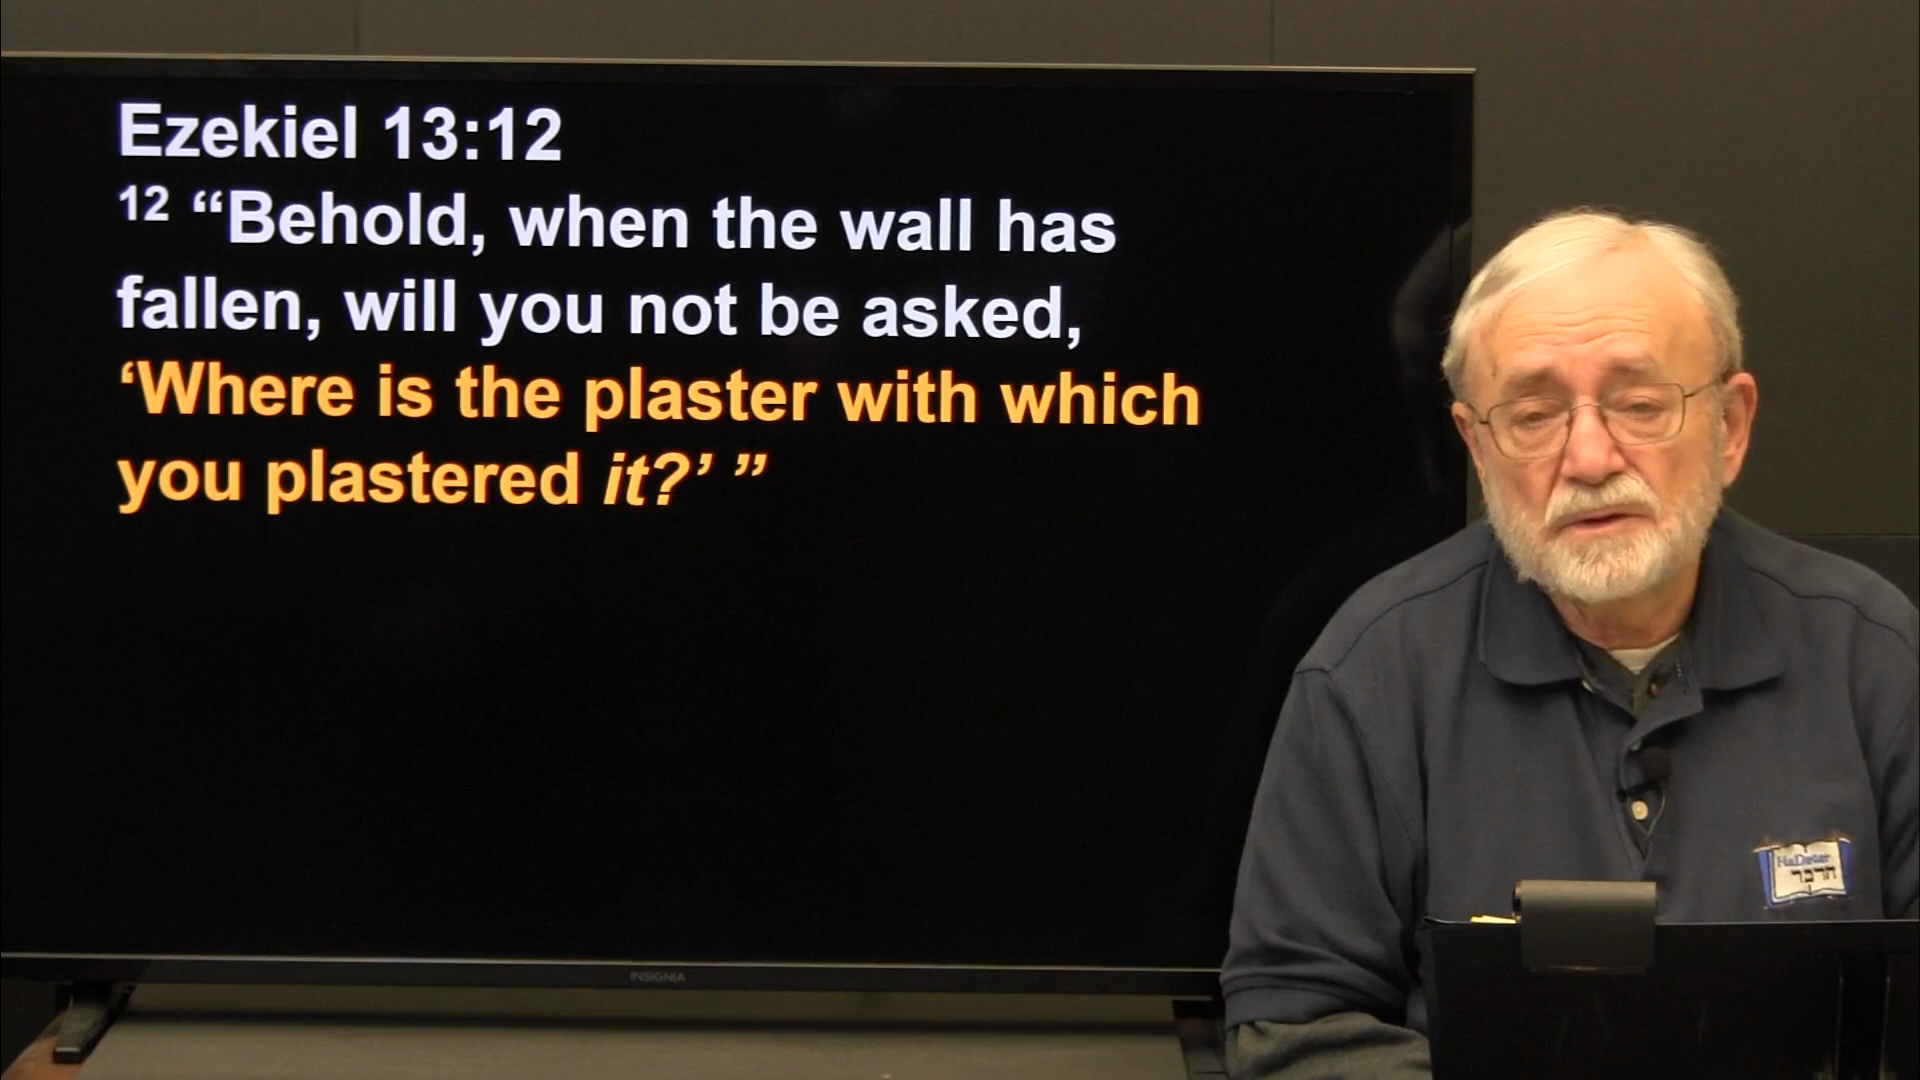 Ezekiel 13:12
12 “Behold, when the wall has
fallen, will you not be asked,
‘Where is the plaster with which
you plastered it?’ ”
INSIGNIA
HaDavar
הדבר